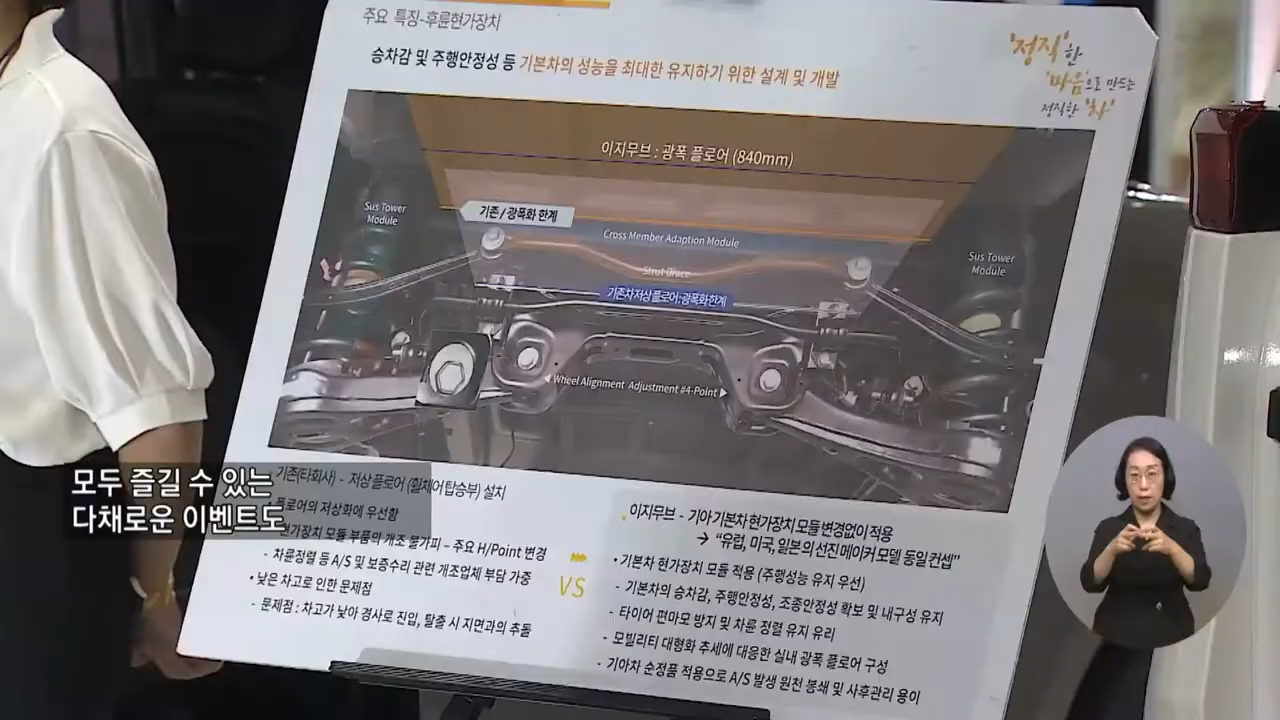 주요 특징-후륜현가장치
승차감 및 주행안정성 등 기본차의 성능을 최대한 유지하기 위한 설계 및 개발
'정직'한
'마음'으로 만드는
정직한 '차'
이지무브 : 광폭 플로어 (840mm)
Sus Tower
Module
기존 / 광폭화 한계
Cross Member Adaption Module
Sus Tower
Module
Strut Brace
기존차 저상 플로어:광폭화한계
◀ Wheel Alignment Adjustment #4-Point ▶
기존(타회사) - 저상 플로어 (휠체어 탑승부) 설치
플로어의 저상화에 우선함
현가장치 모듈 부품의 개조 불가피 – 주요 H/Point 변경
- 차륜정렬 등 A/S 및 보증수리 관련 개조업체 부담 가중
• 낮은 차고로 인한 문제점
- 문제점 : 차고가 낮아 경사로 진입, 탈출 시 지면과의 추돌
VS
이지무브 - 기아 기본차 현가장치 모듈 변경없이 적용
→ “유럽, 미국, 일본의 선진 메이커 모델 동일 컨셉”
• 기본차 현가장치 모듈 적용 (주행성능 유지 우선)
- 기본차의 승차감, 주행안정성, 조종안정성 확보 및 내구성 유지
- 타이어 편마모 방지 및 차륜 정렬 유지 유리
- 모빌리티 대형화 추세에 대응한 실내 광폭 플로어 구성
- 기아차 순정품 적용으로 A/S 발생 원천 봉쇄 및 사후관리 용이
모두 즐길 수 있는
다채로운 이벤트도